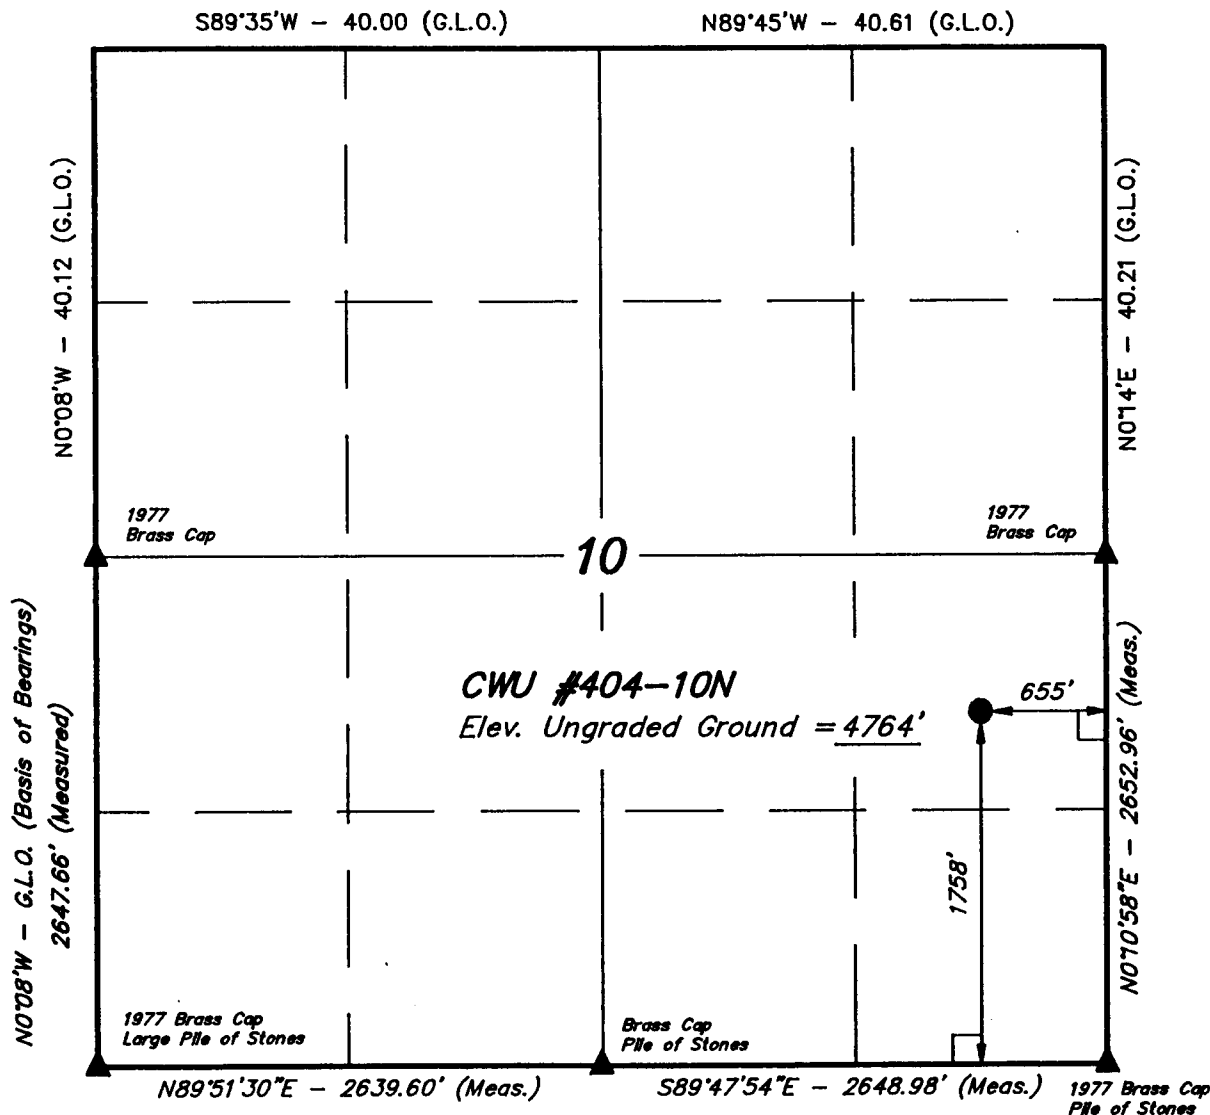 S89°35'W - 40.00 (G.L.O.)
N89°45'W - 40.61 (G.L.O.)
N0°08'W - 40.12 (G.L.O.)
N0°14'E - 40.21 (G.L.O.)
1977
Brass Cap
1977
Brass Cap
10
N0°08'W - G.L.O. (Basis of Bearings)
2647.66' (Measured)
CWU #404-10N
Elev. Ungraded Ground = 4764'
655'
1758'
N0°10'58"E - 2652.96' (Meas.)
1977 Brass Cap
Large Pile of Stones
Brass Cap
Pile of Stones
N89°51'30"E - 2639.60' (Meas.)
S89°47'54"E - 2648.98' (Meas.)
1977 Brass Cap
Pile of Stones